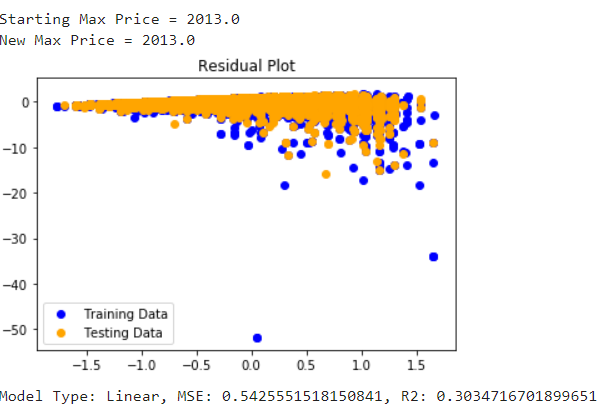 Starting Max Price = 2013.0
New Max Price = 2013.0
Residual Plot
0
−10
−20
−30
−40
−50
Training Data
Testing Data
−1.5 −1.0 −0.5 0.0 0.5 1.0 1.5
Model Type: Linear, MSE: 0.5425551518150841, R2: 0.3034716701899651